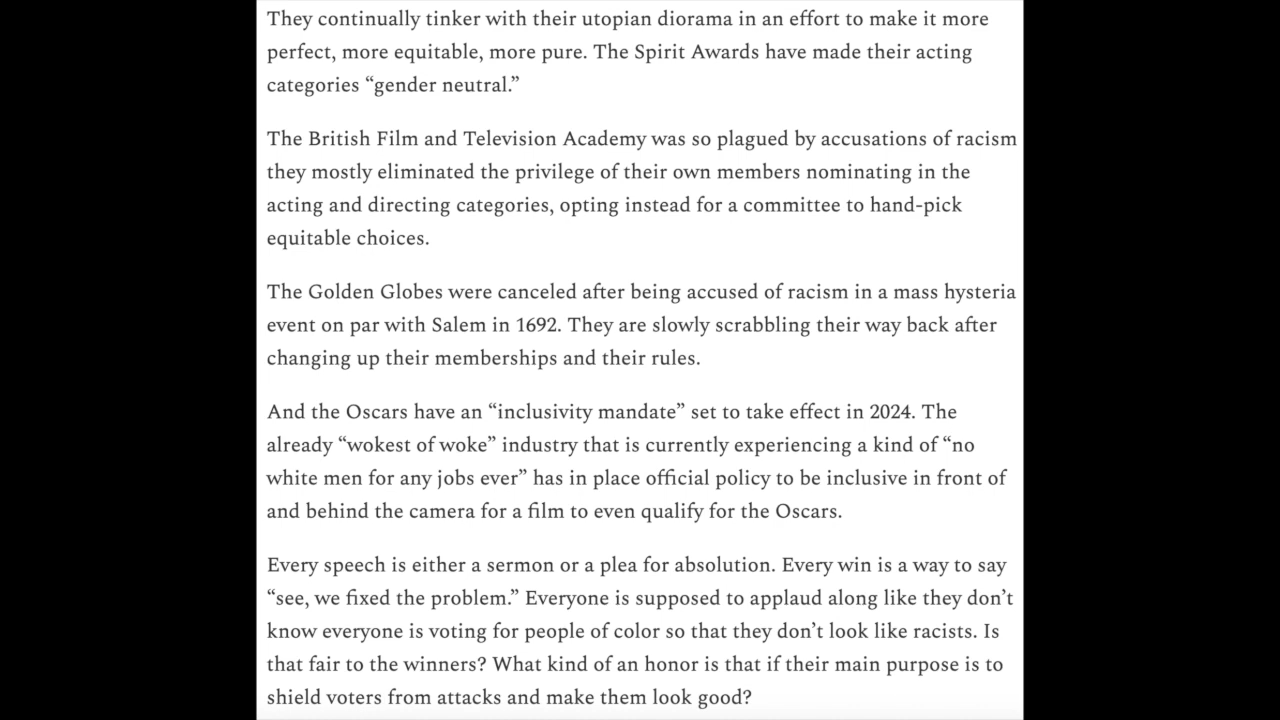 They continually tinker with their utopian diorama in an effort to make it more
perfect, more equitable, more pure. The Spirit Awards have made their acting
categories “gender neutral.”
The British Film and Television Academy was so plagued by accusations of racism
they mostly eliminated the privilege of their own members nominating in the
acting and directing categories, opting instead for a committee to hand-pick
equitable choices.
The Golden Globes were canceled after being accused of racism in a mass hysteria
event on par with Salem in 1692. They are slowly scrabbling their way back after
changing up their memberships and their rules.
And the Oscars have an “inclusivity mandate” set to take effect in 2024. The
already “wokest of woke” industry that is currently experiencing a kind of “no
white men for any jobs ever” has in place official policy to be inclusive in front of
and behind the camera for a film to even qualify for the Oscars.
Every speech is either a sermon or a plea for absolution. Every win is a way to say
“see, we fixed the problem.” Everyone is supposed to applaud along like they don’t
know everyone is voting for people of color so that they don’t look like racists. Is
that fair to the winners? What kind of an honor is that if their main purpose is to
shield voters from attacks and make them look good?